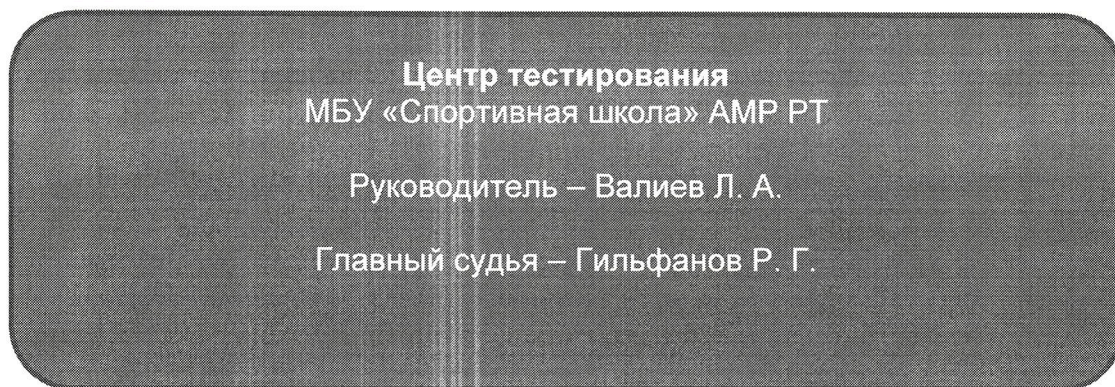 Центр тестирования
МБУ «Спортивная школа» АМР РТ
Руководитель – Валиев Л. А.
Главный судья – Гильфанов Р. Г.